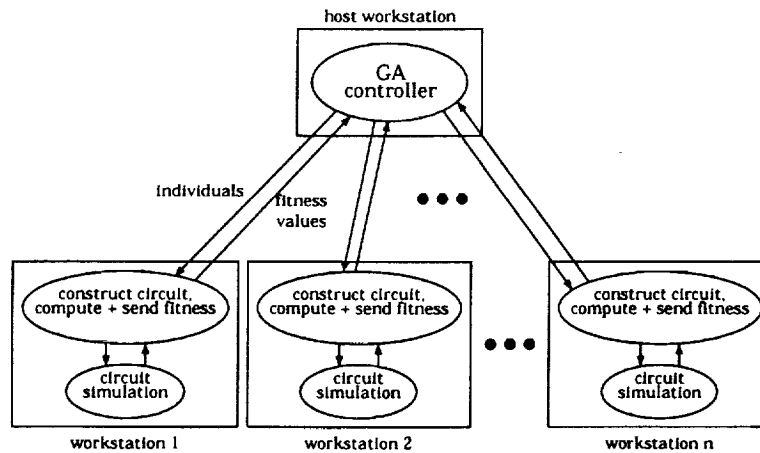 host workstation
GA
controller
individuals
fitness
values
construct circuit,
compute + send fitness
circuit
simulation
workstation 1
construct circuit,
compute + send fitness
circuit
simulation
workstation 2
construct circuit,
compute + send fitness
circuit
simulation
workstation n